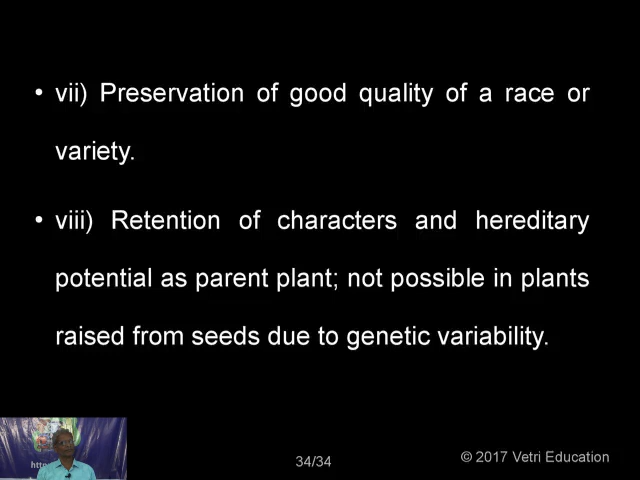 • vii) Preservation of good quality of a race or
variety.
• viii) Retention of characters and hereditary
potential as parent plant; not possible in plants
raised from seeds due to genetic variability.
34/34
© 2017 Vetri Education